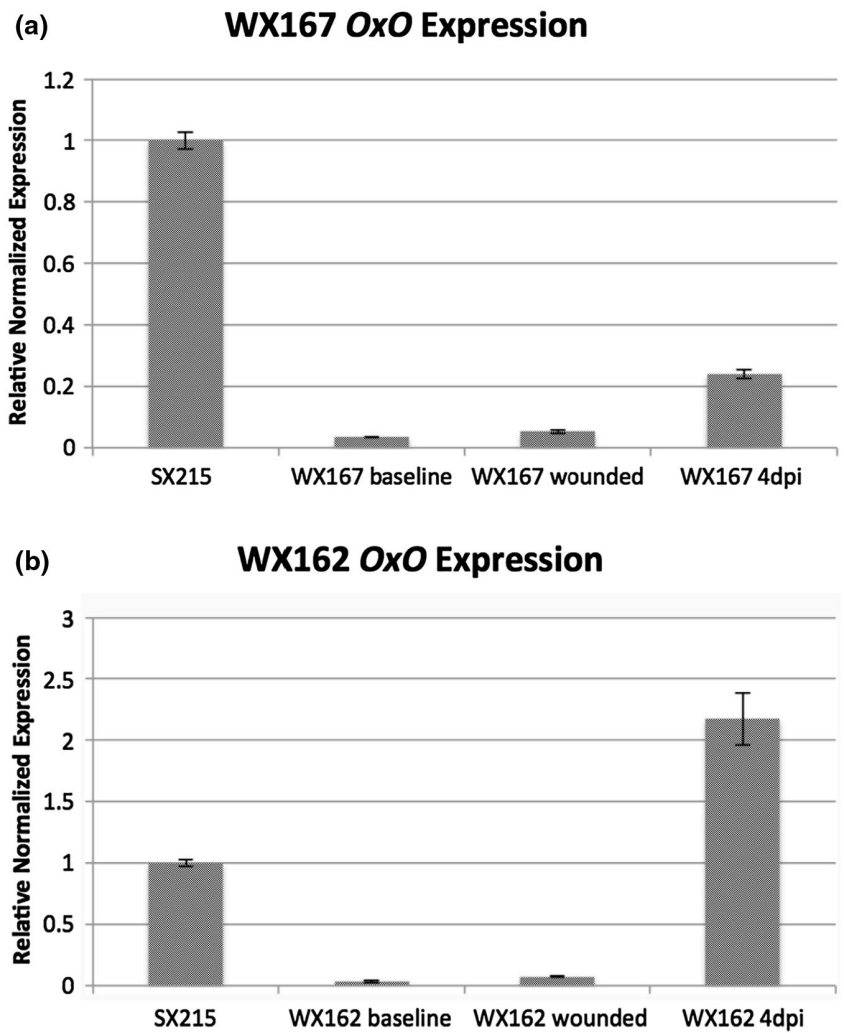 (a)
WX167 OxO Expression
Relative Normalized Expression
1.2
1
0.8
0.6
0.4
0.2
0
SX215
WX167 baseline
WX167 wounded
WX167 4dpi
(b)
WX162 OxO Expression
Relative Normalized Expression
3
2.5
2
1.5
1
0.5
0
SX215
WX162 baseline
WX162 wounded
WX162 4dpi